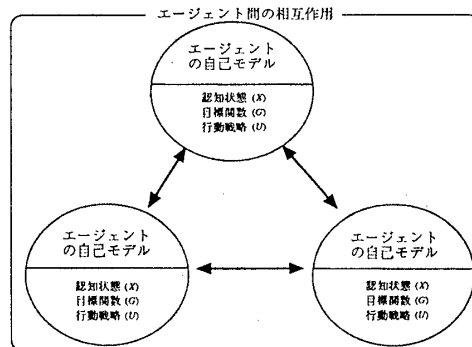 エージェント間の相互作用
エージェント
の自己モデル
認知状態 (X)
目標関数 (G)
行動戦略 (U)
エージェント
の自己モデル
認知状態 (X)
目標関数 (G)
行動戦略 (U)
エージェント
の自己モデル
認知状態 (X)
目標関数 (G)
行動戦略 (U)